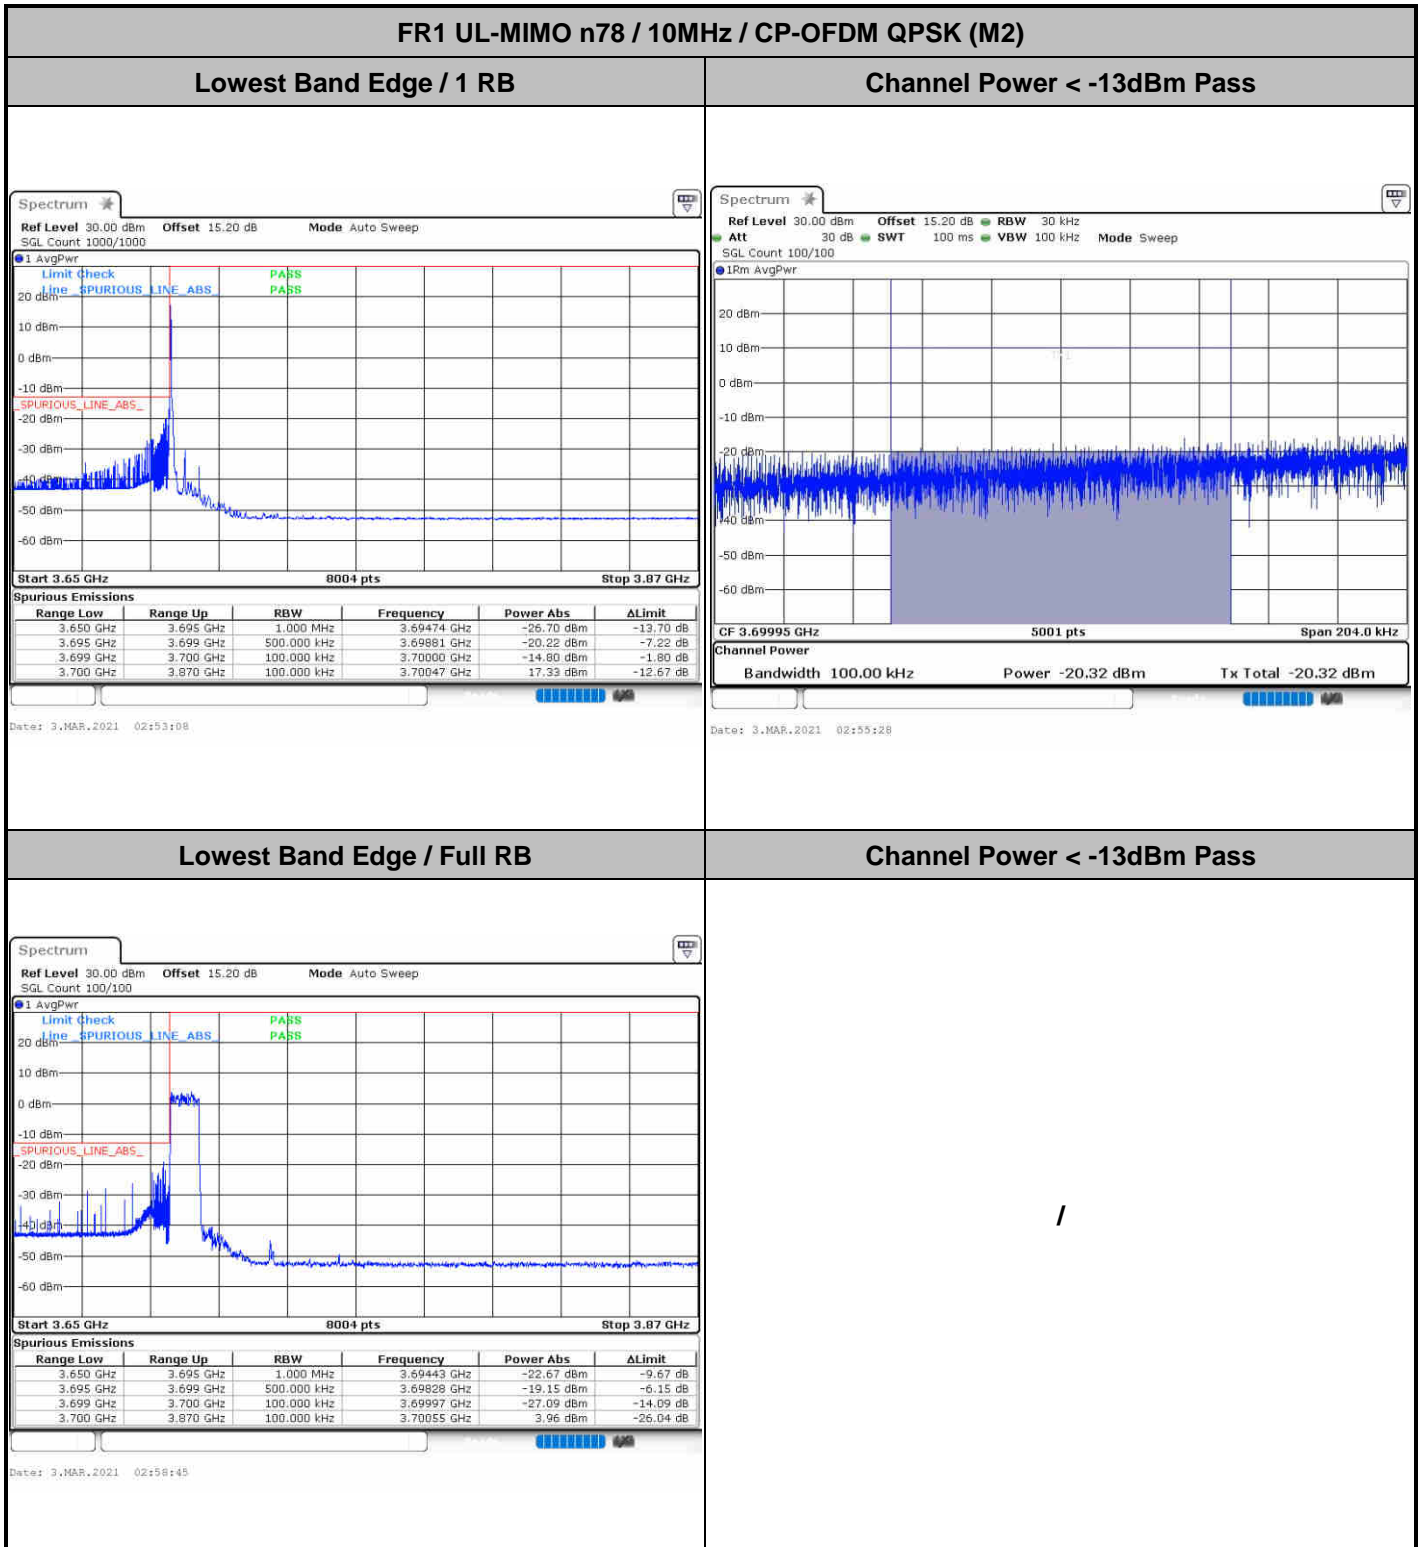 FR1 UL-MIMO n78 / 10MHz / CP-OFDM QPSK (M2)
Lowest Band Edge / 1 RB
Channel Power < -13dBm Pass
Spectrum
Ref Level 30.00 dBm Offset 15.20 dB Mode Auto Sweep
SGL Count 1000/1000
1 AvgPwr
Limit Check PASS
Line _SPURIOUS_LINE_ABS_ PASS
20 dBm
10 dBm
0 dBm
-10 dBm
_SPURIOUS_LINE_ABS_
-20 dBm
-30 dBm
-40 dBm
-50 dBm
-60 dBm
Start 3.65 GHz 8004 pts Stop 3.87 GHz
Spurious Emissions
Range Low Range Up RBW Frequency Power Abs ΔLimit
3.650 GHz 3.695 GHz 1.000 MHz 3.69474 GHz -26.70 dBm -13.70 dB
3.695 GHz 3.699 GHz 500.000 kHz 3.69881 GHz -20.22 dBm -7.22 dB
3.699 GHz 3.700 GHz 100.000 kHz 3.70000 GHz -14.80 dBm -1.80 dB
3.700 GHz 3.870 GHz 100.000 kHz 3.70047 GHz 17.33 dBm -12.67 dB
Date: 3.MAR.2021 02:53:08
Spectrum
Ref Level 30.00 dBm Offset 15.20 dB RBW 30 kHz
Att 30 dB SWT 100 ms VBW 100 kHz Mode Sweep
SGL Count 100/100
1Rm AvgPwr
20 dBm
10 dBm
0 dBm
-10 dBm
-20 dBm
-40 dBm
-50 dBm
-60 dBm
CF 3.69995 GHz 5001 pts Span 204.0 kHz
Channel Power
Bandwidth 100.00 kHz Power -20.32 dBm Tx Total -20.32 dBm
Date: 3.MAR.2021 02:55:28
Lowest Band Edge / Full RB
Channel Power < -13dBm Pass
Spectrum
Ref Level 30.00 dBm Offset 15.20 dB Mode Auto Sweep
SGL Count 100/100
1 AvgPwr
Limit Check PASS
Line _SPURIOUS_LINE_ABS_ PASS
20 dBm
10 dBm
0 dBm
-10 dBm
_SPURIOUS_LINE_ABS_
-20 dBm
-30 dBm
-40 dBm
-50 dBm
-60 dBm
Start 3.65 GHz 8004 pts Stop 3.87 GHz
Spurious Emissions
Range Low Range Up RBW Frequency Power Abs ΔLimit
3.650 GHz 3.695 GHz 1.000 MHz 3.69443 GHz -22.67 dBm -9.67 dB
3.695 GHz 3.699 GHz 500.000 kHz 3.69828 GHz -19.15 dBm -6.15 dB
3.699 GHz 3.700 GHz 100.000 kHz 3.69997 GHz -27.09 dBm -14.09 dB
3.700 GHz 3.870 GHz 100.000 kHz 3.70055 GHz 3.96 dBm -26.04 dB
Date: 3.MAR.2021 02:58:45
/